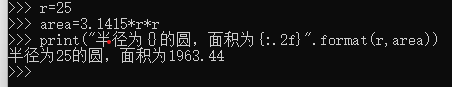 >>> r=25
>>> area=3.1415*r*r
>>> print("半径为{}的圆，面积为{:.2f}".format(r,area))
半径为25的圆，面积为1963.44
>>>